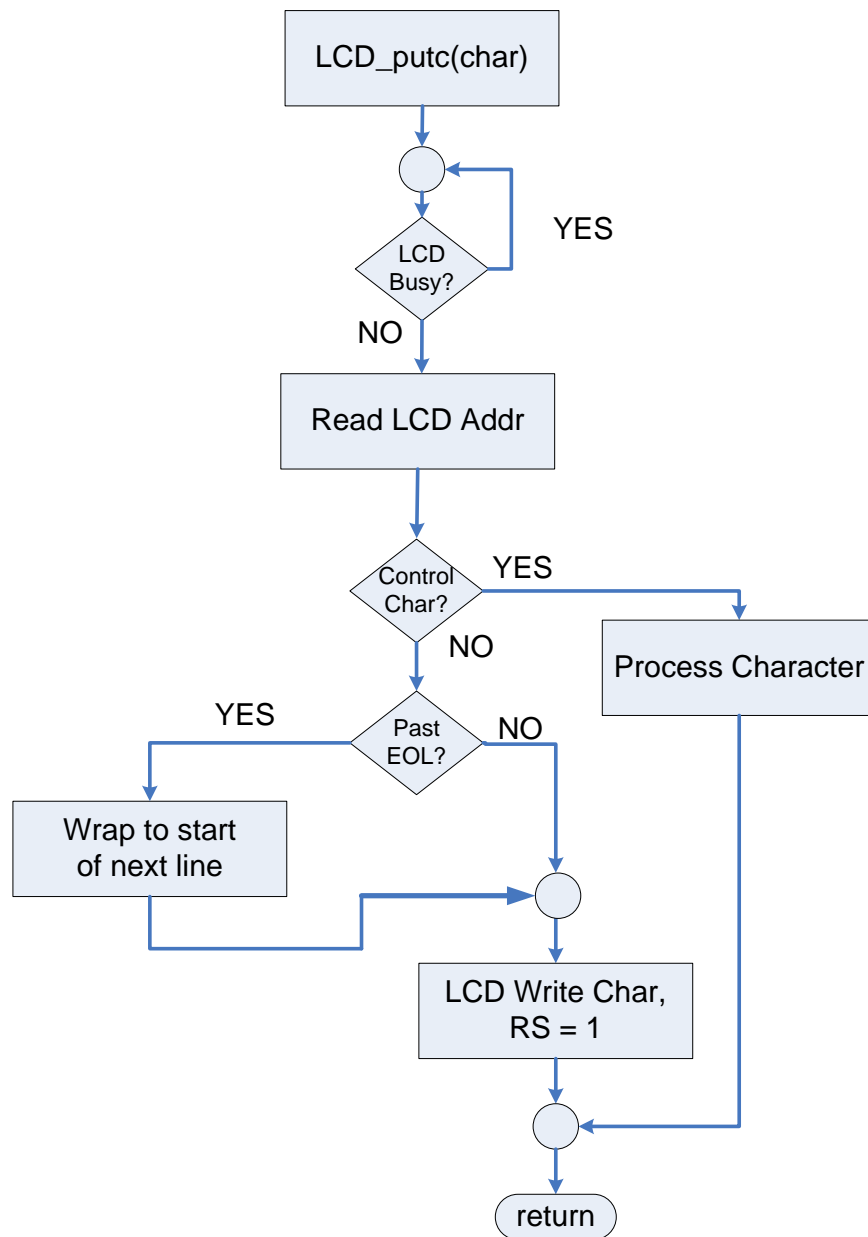 LCD_putc(char)
YES
LCD
Busy?
NO
Read LCD Addr
YES
Control
Char?
NO
Process Character
YES
NO
Past
EOL?
Wrap to start
of next line
LCD Write Char,
RS = 1
return